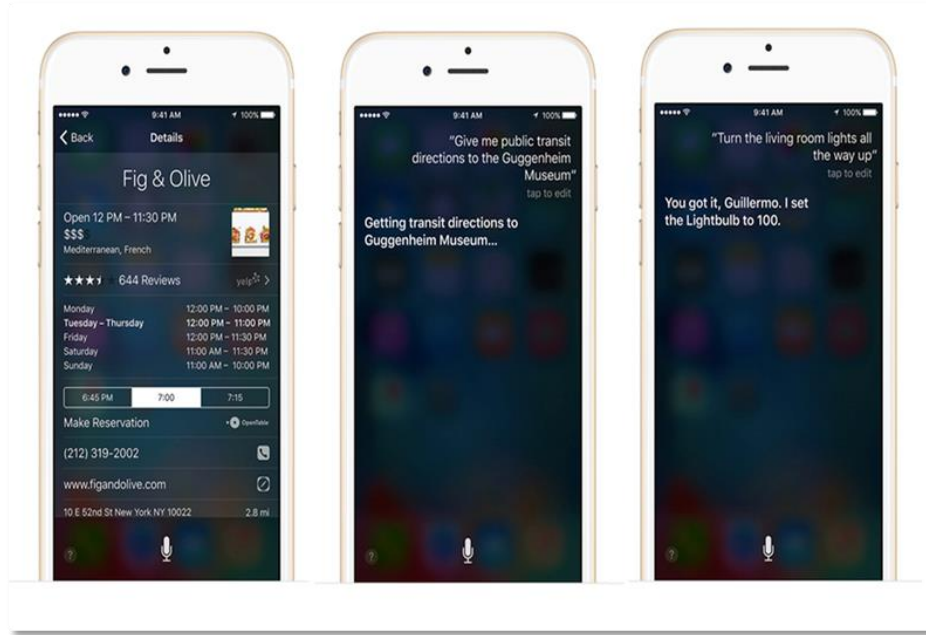 9:41 AM
100%
Back
Details
Fig & Olive
Open 12 PM – 11:30 PM
$$$$
Mediterranean, French
644 Reviews
yelp
Monday 12:00 PM – 10:00 PM
Tuesday – Thursday 12:00 PM – 11:00 PM
Friday 12:00 PM – 11:30 PM
Saturday 11:00 AM – 11:30 PM
Sunday 11:00 AM – 10:00 PM
6:45 PM 7:00 7:15
Make Reservation
OpenTable
(212) 319-2002
www.figandolive.com
10 E 52nd St New York NY 10022 2.8 mi
?
9:41 AM
100%
"Give me public transit
directions to the Guggenheim
Museum"
tap to edit
Getting transit directions to
Guggenheim Museum...
?
9:41 AM
100%
"Turn the living room lights all
the way up"
tap to edit
You got it, Guillermo. I set
the Lightbulb to 100.
?